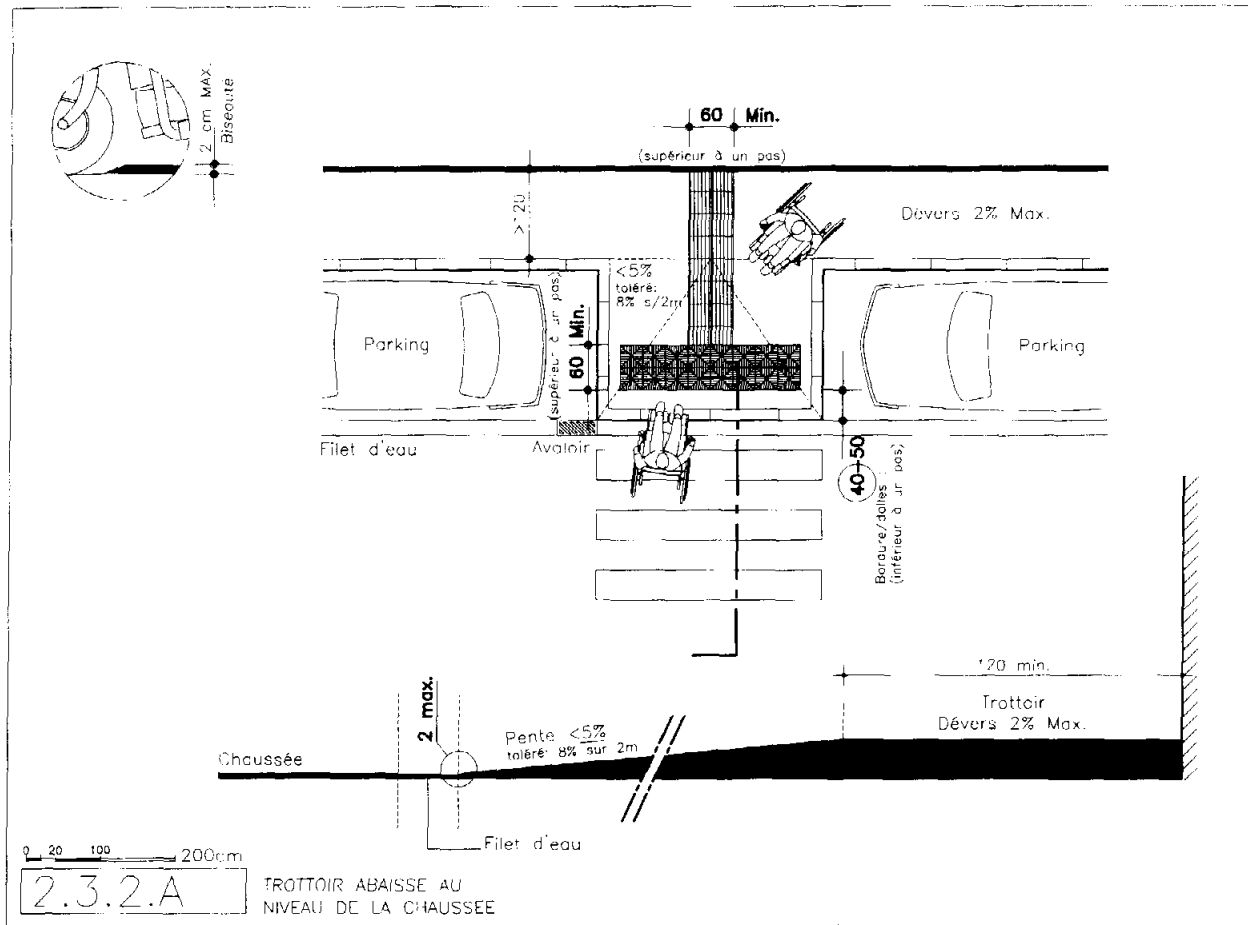 2 cm MAX.
Biseauté
60 Min.
(supérieur à un pas)
>120
Dévers 2% Max.
<5%
toléré:
8% s/2m
Parking
60 Min.
(supérieur à un pas)
Parking
Filet d'eau
Avaloir
40-50
Bordure/dalles :
(inférieur à un pas)
120 min.
Trottoir
Dévers 2% Max.
2 max.
Pente <5%
toléré: 8% sur 2m
Chaussée
Filet d'eau
0 20 100 200cm
2.3.2.A
TROTTOIR ABAISSE AU
NIVEAU DE LA CHAUSSEE